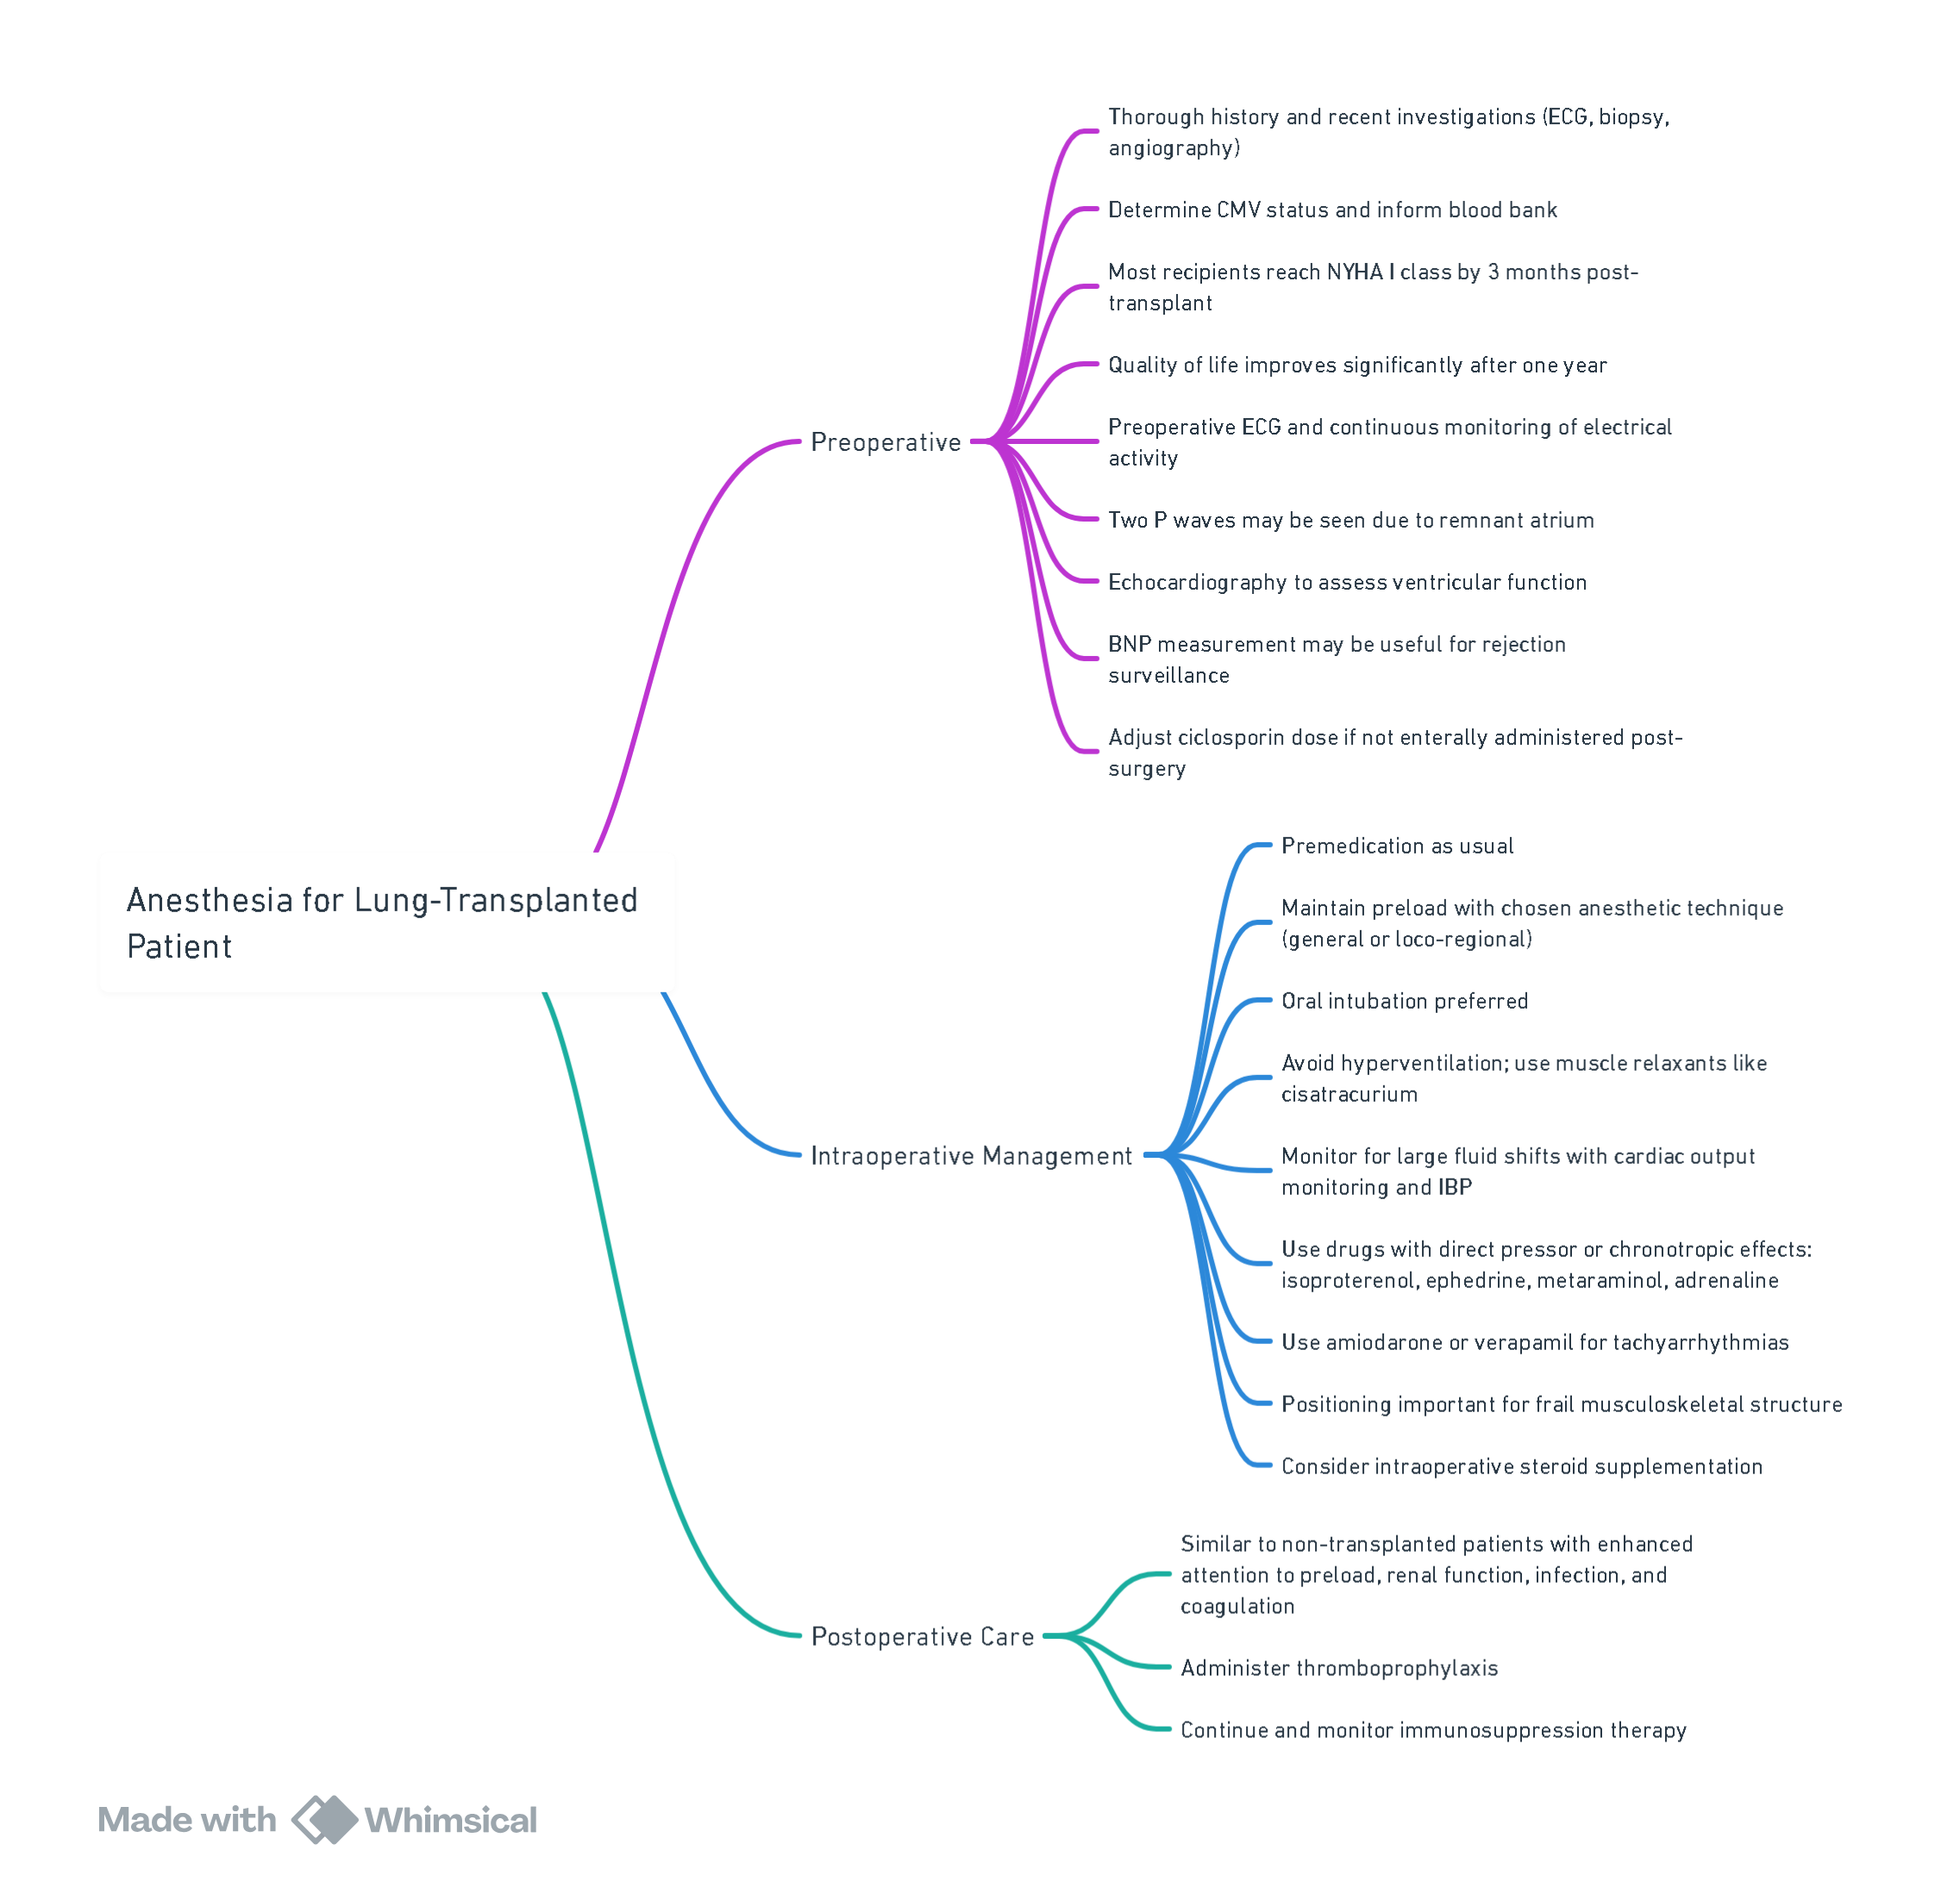 Thorough history and recent investigations (ECG, biopsy,
angiography)
Determine CMV status and inform blood bank
Most recipients reach NYHA I class by 3 months post-
transplant
Quality of life improves significantly after one year
Preoperative
Preoperative ECG and continuous monitoring of electrical
activity
Two P waves may be seen due to remnant atrium
Echocardiography to assess ventricular function
BNP measurement may be useful for rejection
surveillance
Adjust ciclosporin dose if not enterally administered post-
surgery
Anesthesia for Lung-Transplanted
Patient
Premedication as usual
Maintain preload with chosen anesthetic technique
(general or loco-regional)
Oral intubation preferred
Avoid hyperventilation; use muscle relaxants like
cisatracurium
Intraoperative Management
Monitor for large fluid shifts with cardiac output
monitoring and IBP
Use drugs with direct pressor or chronotropic effects:
isoproterenol, ephedrine, metaraminol, adrenaline
Use amiodarone or verapamil for tachyarrhythmias
Positioning important for frail musculoskeletal structure
Consider intraoperative steroid supplementation
Similar to non-transplanted patients with enhanced
attention to preload, renal function, infection, and
coagulation
Postoperative Care
Administer thromboprophylaxis
Continue and monitor immunosuppression therapy
Made with Whimsical